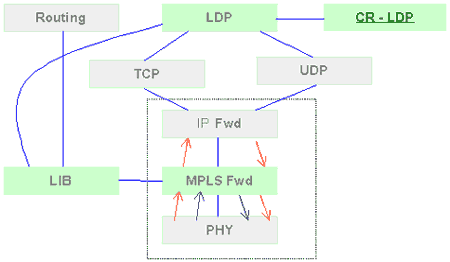 Routing
LDP
CR - LDP
TCP
UDP
IP Fwd
LIB
MPLS Fwd
PHY